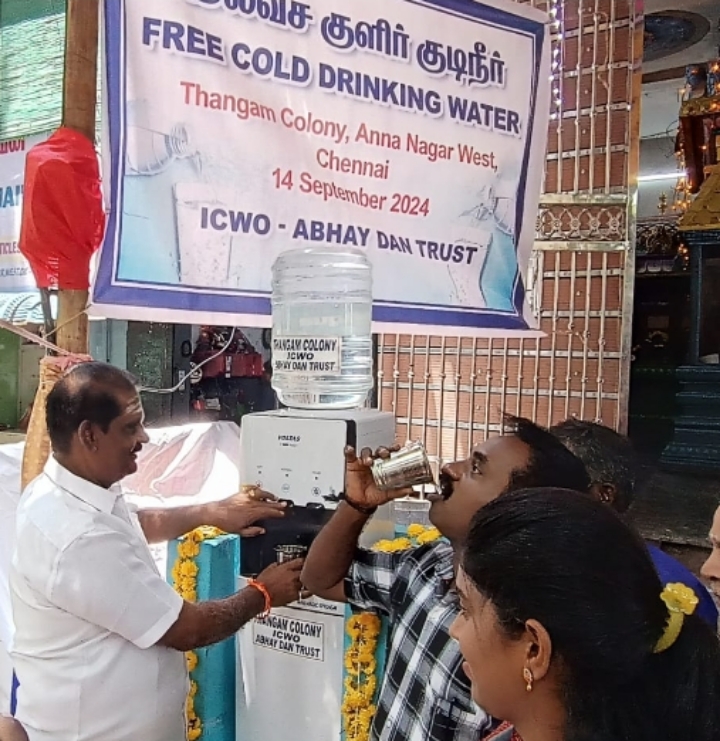 குளிர் குடிநீர்
FREE COLD DRINKING WATER
Thangam Colony, Anna Nagar West,
Chennai
14 September 2024
ICWO - ABHAY DAN TRUST
THANGAM COLONY
ICWO
ABHAY DAN TRUST
VOLTAS
THANGAM COLONY
ICWO
ABHAY DAN TRUST